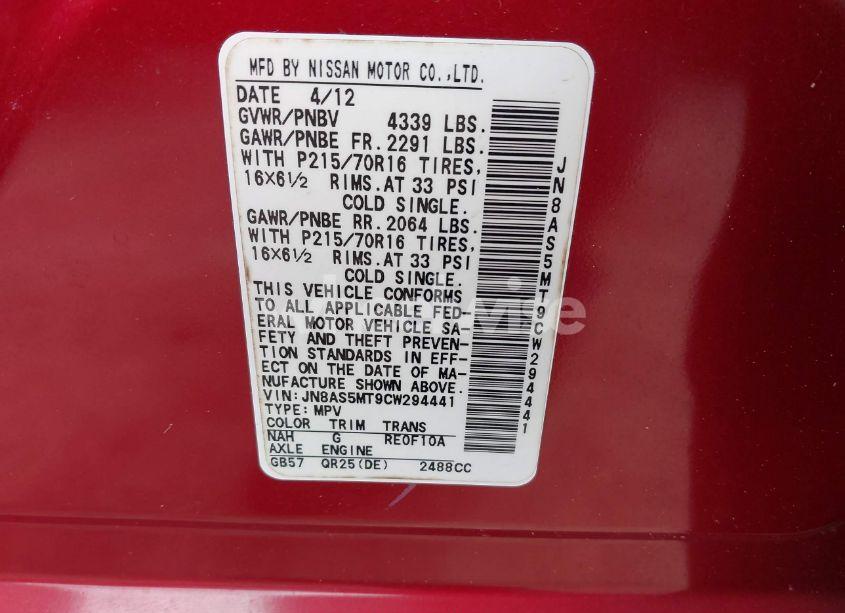 MFD BY NISSAN MOTOR CO.,LTD.
DATE 4/12
GVWR/PNBV 4339 LBS.
GAWR/PNBE FR. 2291 LBS.
WITH P215/70R16 TIRES,
16X6½ RIMS. AT 33 PSI
COLD SINGLE.
GAWR/PNBE RR. 2064 LBS.
WITH P215/70R16 TIRES,
16X6½ RIMS. AT 33 PSI
COLD SINGLE.
THIS VEHICLE CONFORMS
TO ALL APPLICABLE FED-
ERAL MOTOR VEHICLE SA-
FETY AND THEFT PREVEN-
TION STANDARDS IN EFF-
ECT ON THE DATE OF MA-
NUFACTURE SHOWN ABOVE.
VIN:JN8AS5MT9CW294441
TYPE: MPV
COLOR TRIM TRANS
NAH G RE0F10A
AXLE ENGINE
GB57 QR25(DE) 2488CC
JN8AS5MT9CW294441